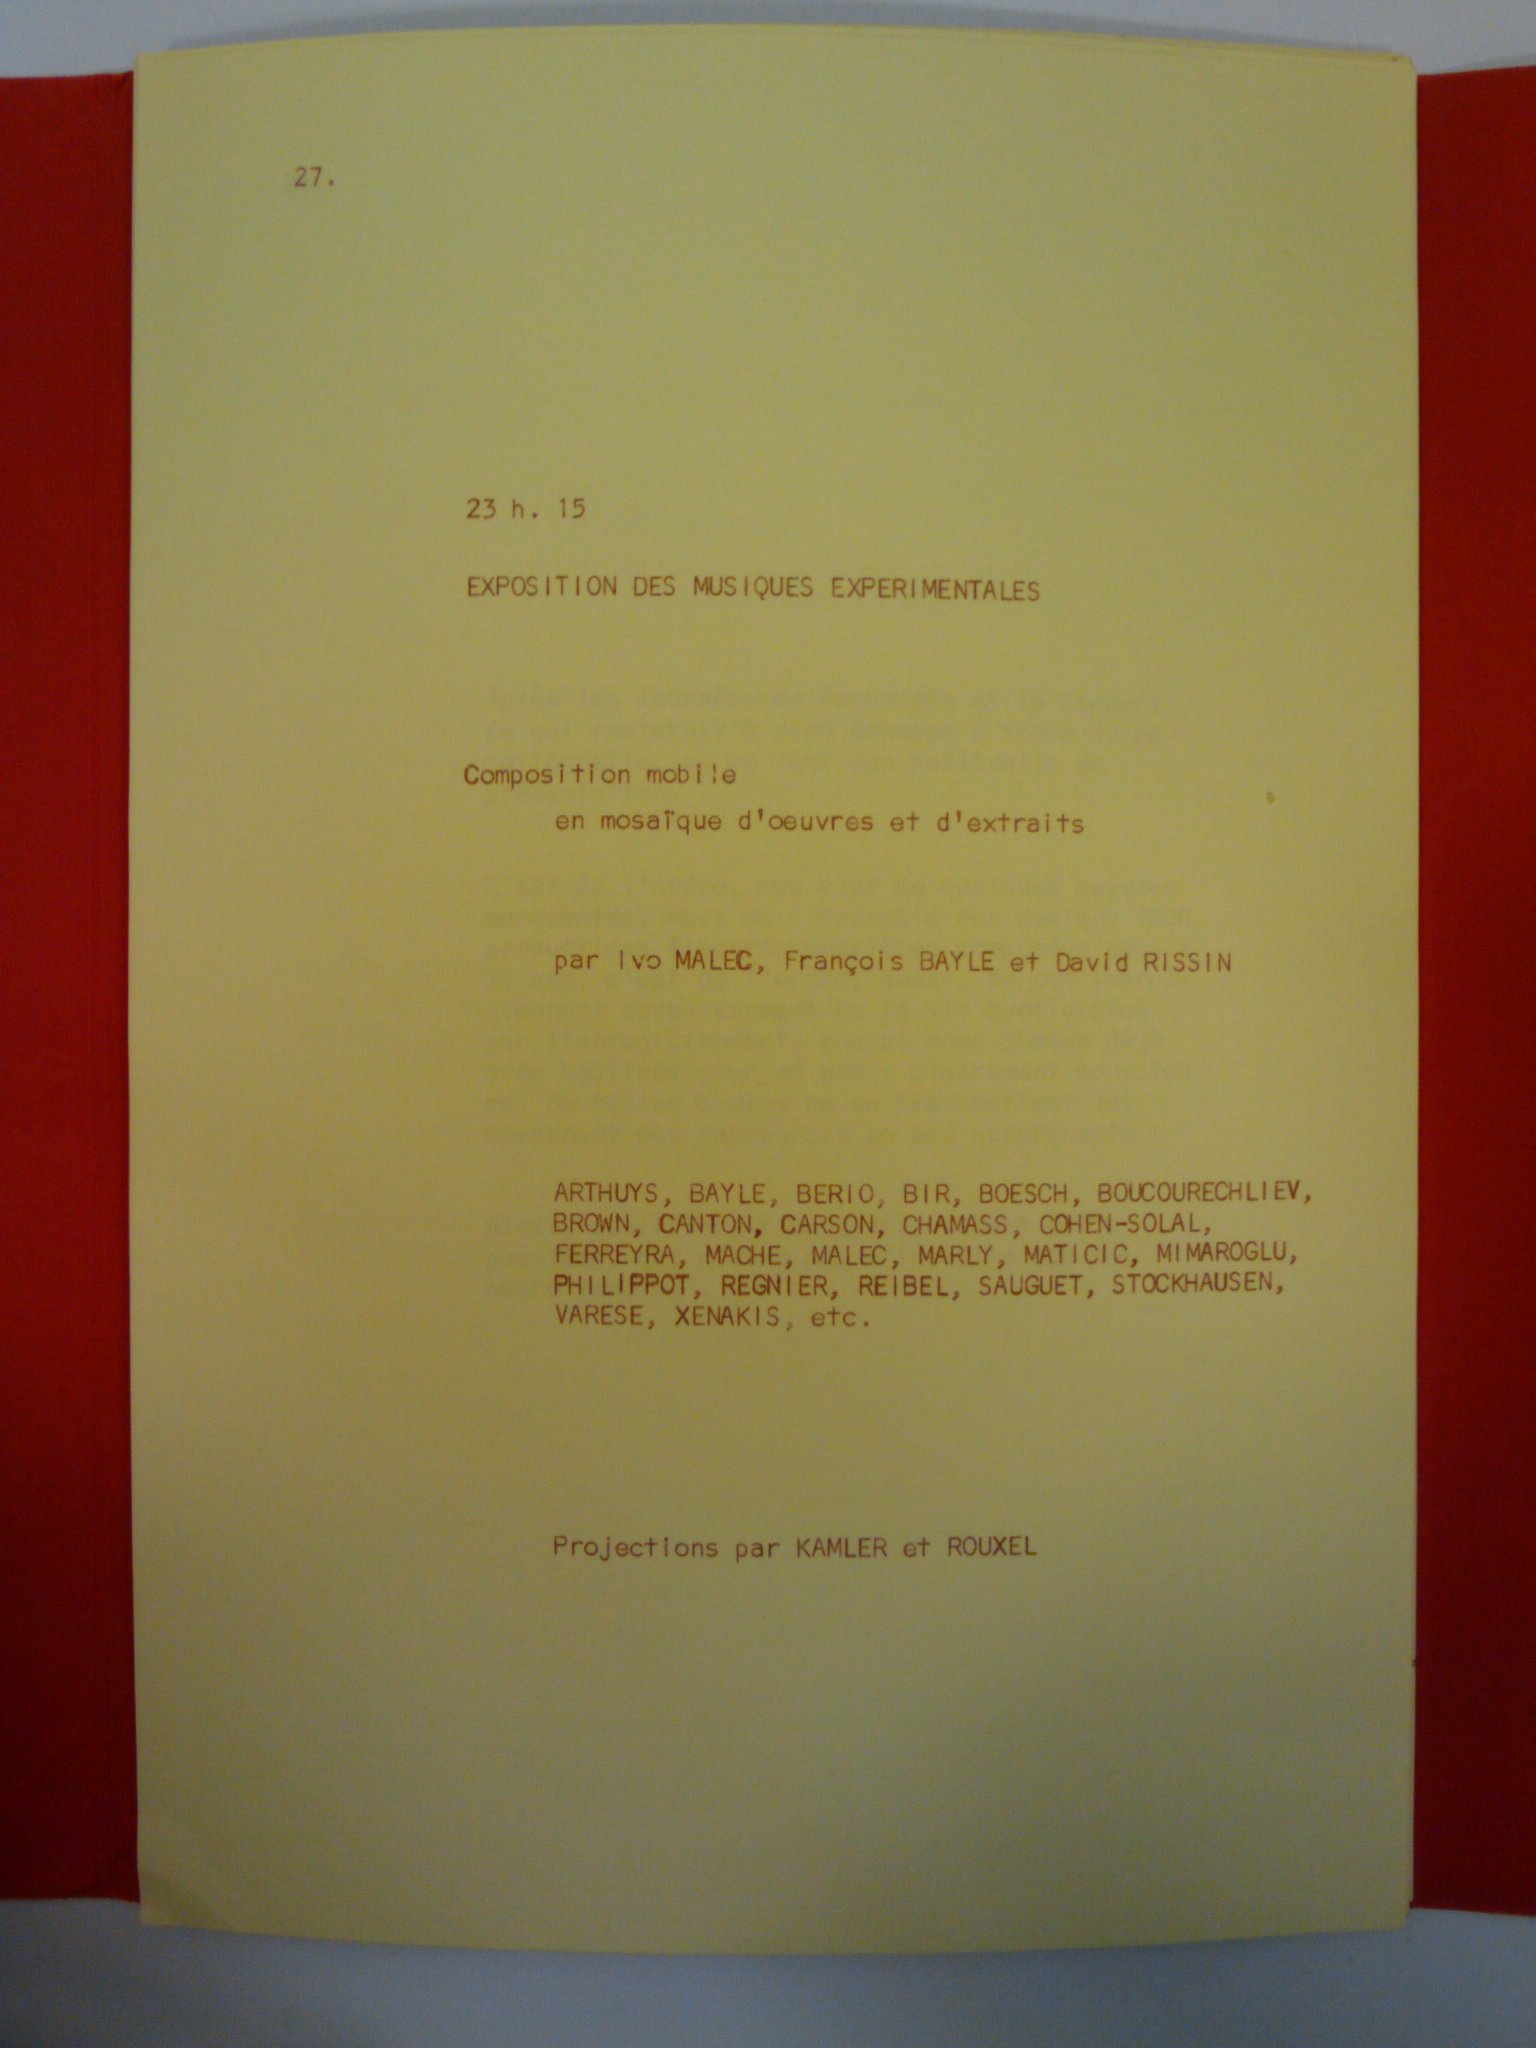 27.
23 h. 15
EXPOSITION DES MUSIQUES EXPERIMENTALES
Composition mobile
en mosaïque d'oeuvres et d'extraits
par Ivo MALEC, François BAYLE et David RISSIN
ARTHUYS, BAYLE, BERIO, BIR, BOESCH, BOUCOURECHLIEV,
BROWN, CANTON, CARSON, CHAMASS, COHEN-SOLAL,
FERREYRA, MACHE, MALEC, MARLY, MATICIC, MIMAROGLU,
PHILIPPOT, REGNIER, REIBEL, SAUGUET, STOCKHAUSEN,
VARESE, XENAKIS, etc.
Projections par KAMLER et ROUXEL